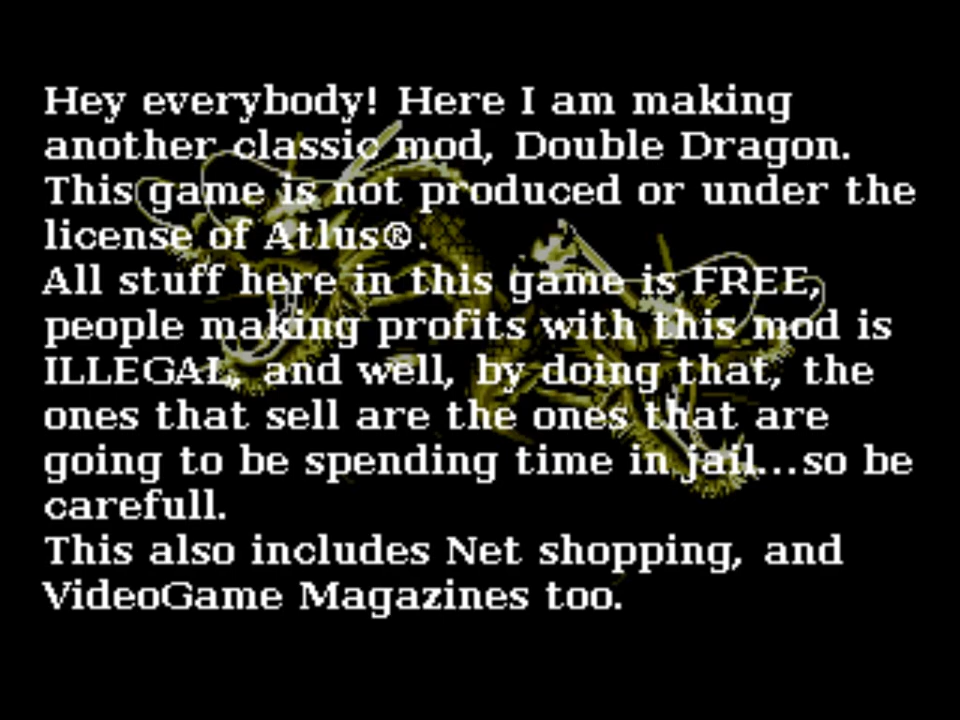 Hey everybody! Here I am making
another classic mod, Double Dragon.
This game is not produced or under the
license of Atlus®.
All stuff here in this game is FREE,
people making profits with this mod is
ILLEGAL, and well, by doing that, the
ones that sell are the ones that are
going to be spending time in jail...so be
carefull.
This also includes Net shopping, and
VideoGame Magazines too.